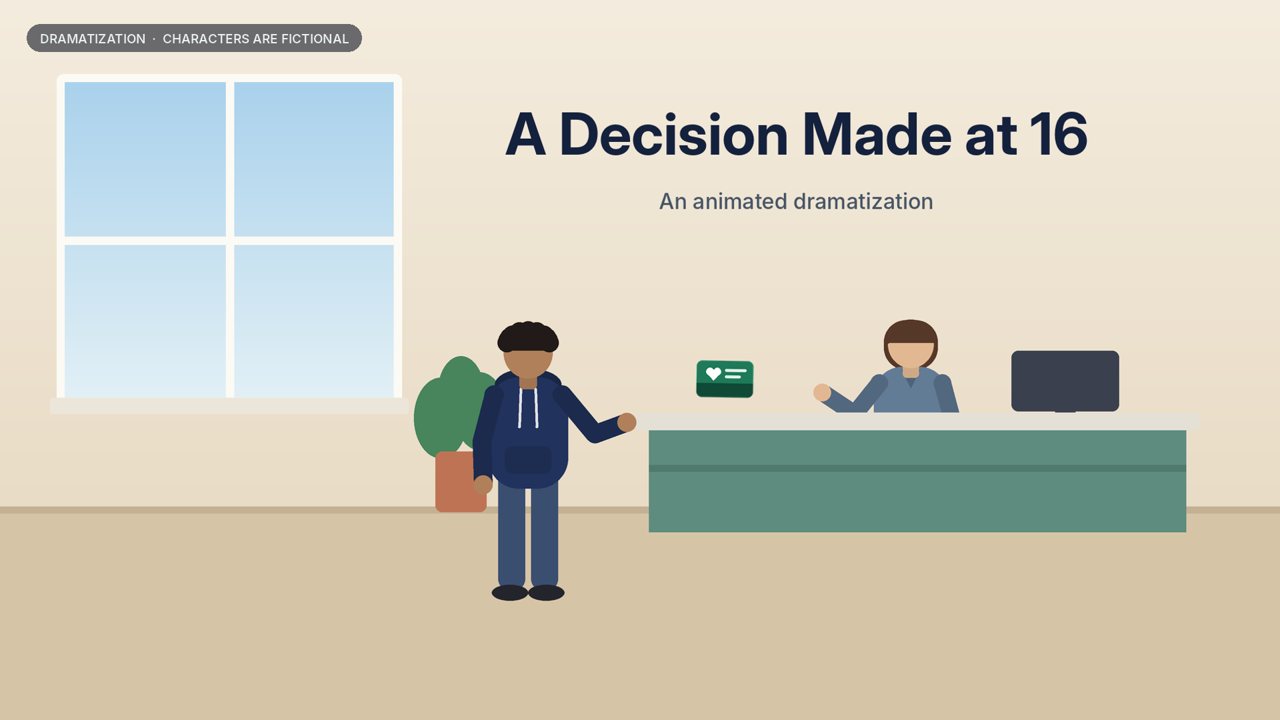 DRAMATIZATION · CHARACTERS ARE FICTIONAL
A Decision Made at 16
An animated dramatization